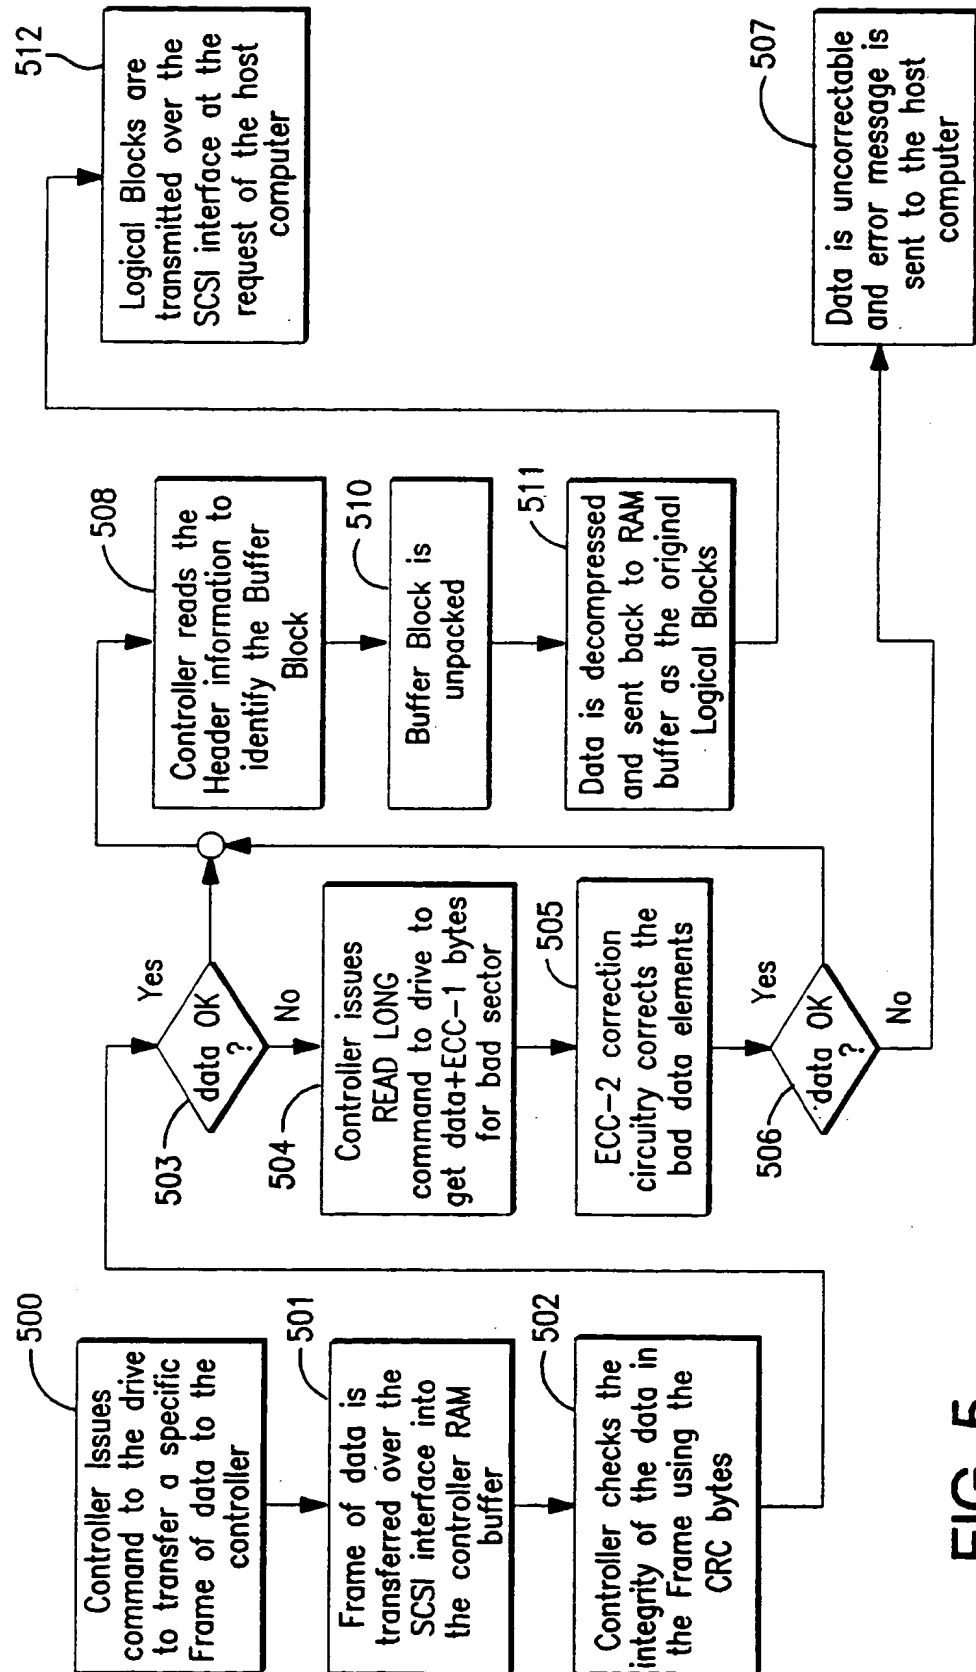 500
Controller Issues
command to the drive
to transfer a specific
Frame of data to the
controller
501
Frame of data is
transferred over the
SCSI interface into
the controller RAM
buffer
502
Controller checks the
integrity of the data in
the Frame using the
CRC bytes
503
data OK
?
Yes
No
504
Controller issues
READ LONG
command to drive to
get data+ECC-1 bytes
for bad sector
505
ECC-2 correction
circuitry corrects the
bad data elements
506
data OK
?
Yes
No
508
Controller reads the
Header information to
identify the Buffer
Block
510
Buffer Block is
unpacked
511
Data is decompressed
and sent back to RAM
buffer as the original
Logical Blocks
512
Logical Blocks are
transmitted over the
SCSI interface at the
request of the host
computer
507
Data is uncorrectable
and error message is
sent to the host
computer
FIG. 5